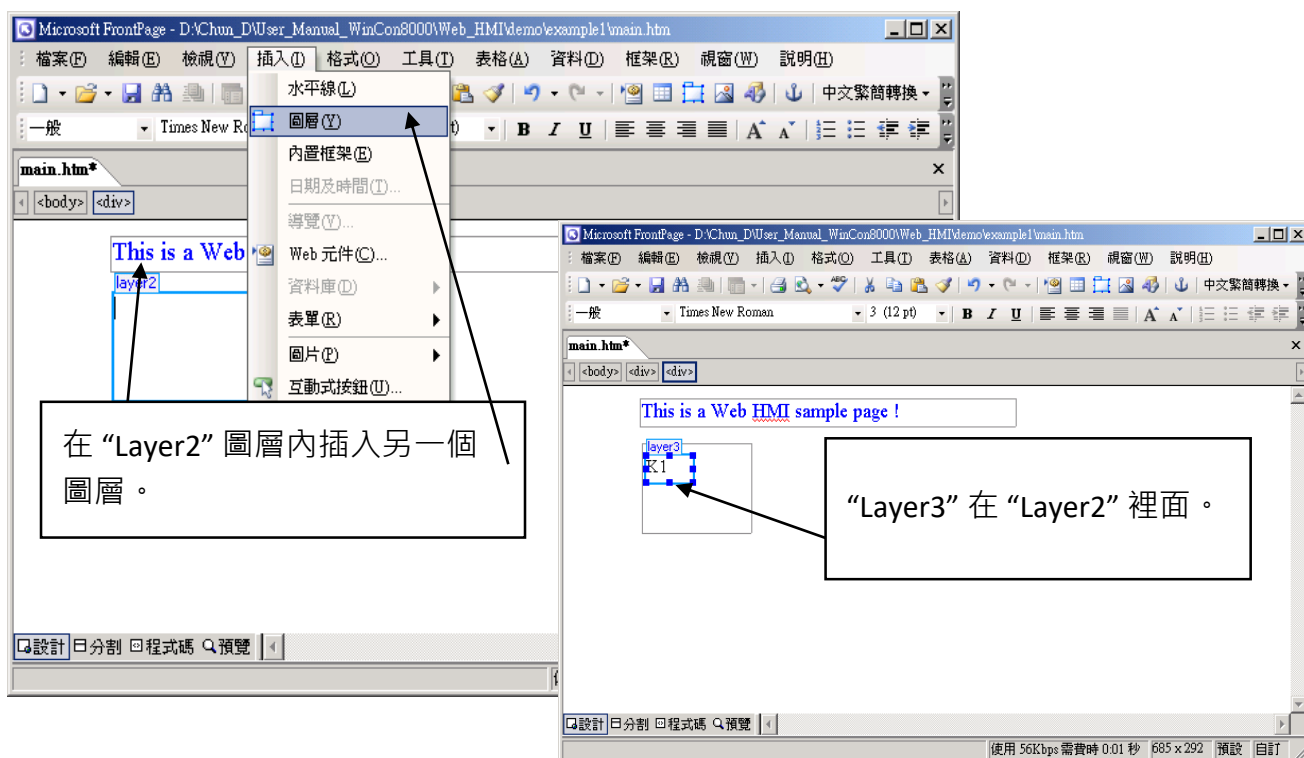 Microsoft FrontPage - D:\Chun_D\User_Manual_WinCon8000\Web_HMI\demo\example1\main.htm
檔案(F) 編輯(E) 檢視(V) 插入(I) 格式(O) 工具(T) 表格(A) 資料(D) 框架(R) 視窗(W) 說明(H)
中文繁簡轉換
一般 Times New Ro
B I U A A
main.htm*
<body> <div>
水平線(L)
圖層(Y)
內置框架(E)
日期及時間(T)...
導覽(V)...
Web 元件(C)...
資料庫(D)
表單(R)
圖片(P)
互動式按鈕(U)...
This is a Web
layer2
在 “Layer2” 圖層內插入另一個
圖層。
設計 分割 程式碼 預覽
Microsoft FrontPage - D:\Chun_D\User_Manual_WinCon8000\Web_HMI\demo\example1\main.htm
檔案(F) 編輯(E) 檢視(V) 插入(I) 格式(O) 工具(T) 表格(A) 資料(D) 框架(R) 視窗(W) 說明(H)
中文繁簡轉換
一般 Times New Roman 3 (12 pt) B I U A A
main.htm*
<body> <div> <div>
This is a Web HMI sample page !
layer3
K1
“Layer3” 在 “Layer2” 裡面。
設計 分割 程式碼 預覽
使用 56Kbps 需費時 0:01 秒 685 x 292 預設 自訂